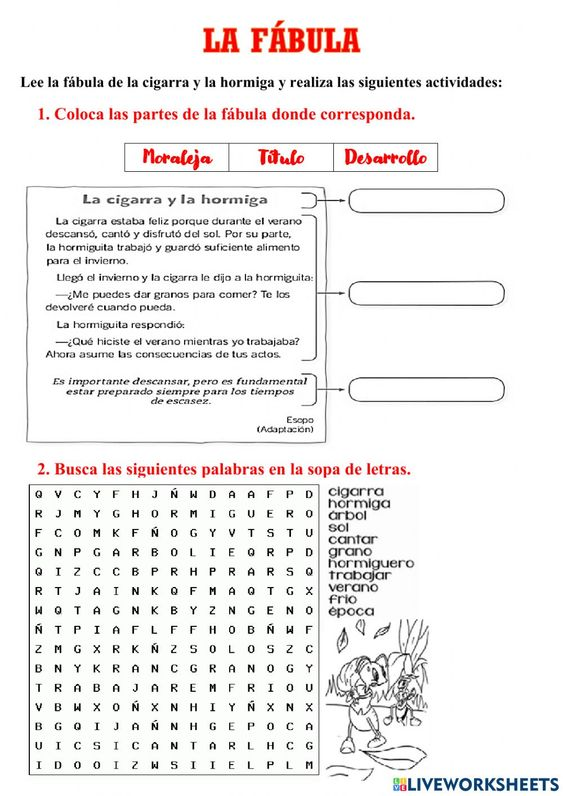 LA FÁBULA
Lee la fábula de la cigarra y la hormiga y realiza las siguientes actividades:
1. Coloca las partes de la fábula donde corresponda.
Moraleja Título Desarrollo
La cigarra y la hormiga
La cigarra estaba feliz porque durante el verano
descansó, cantó y disfrutó del sol. Por su parte,
la hormiguita trabajó y guardó suficiente alimento
para el invierno.
Llegó el invierno y la cigarra le dijo a la hormiguita:
—¿Me puedes dar granos para comer? Te los
devolveré cuando pueda.
La hormiguita respondió:
—¿Qué hiciste el verano mientras yo trabajaba?
Ahora asume las consecuencias de tus actos.
Es importante descansar, pero es fundamental
estar preparado siempre para los tiempos
de escasez.
Esopo
(Adaptación)
2. Busca las siguientes palabras en la sopa de letras.
Q V C Y F H J Ñ W D A A F P D
R J M Y G H O R M I G U E R O
F C O M K F Ñ O G Y V T S T U
G N P G A R B O L I E Q R P D
Q I Z C C B P R H P R A R S Q
R T J A I N K Q F M A Q T G X
W Q T A G N K B Y Z N G E N O
Ñ T P I A F L F F H O B Ñ W F
Z M G X R K Ñ Z S O L O S Z C
B N Y K R A N C G R A N O G Y
T R A B A J A R E M F R I O U
V B W X O Ñ X N H I Y Ñ X N X
B G Q I J A Ñ N H G E P O C A
U I C S I C A N T A R L H C G
I D O O I Z W S I I E L P L M
cigarra
hormiga
árbol
sol
cantar
grano
hormiguero
trabajar
verano
frío
época
LIVEWORKSHEETS